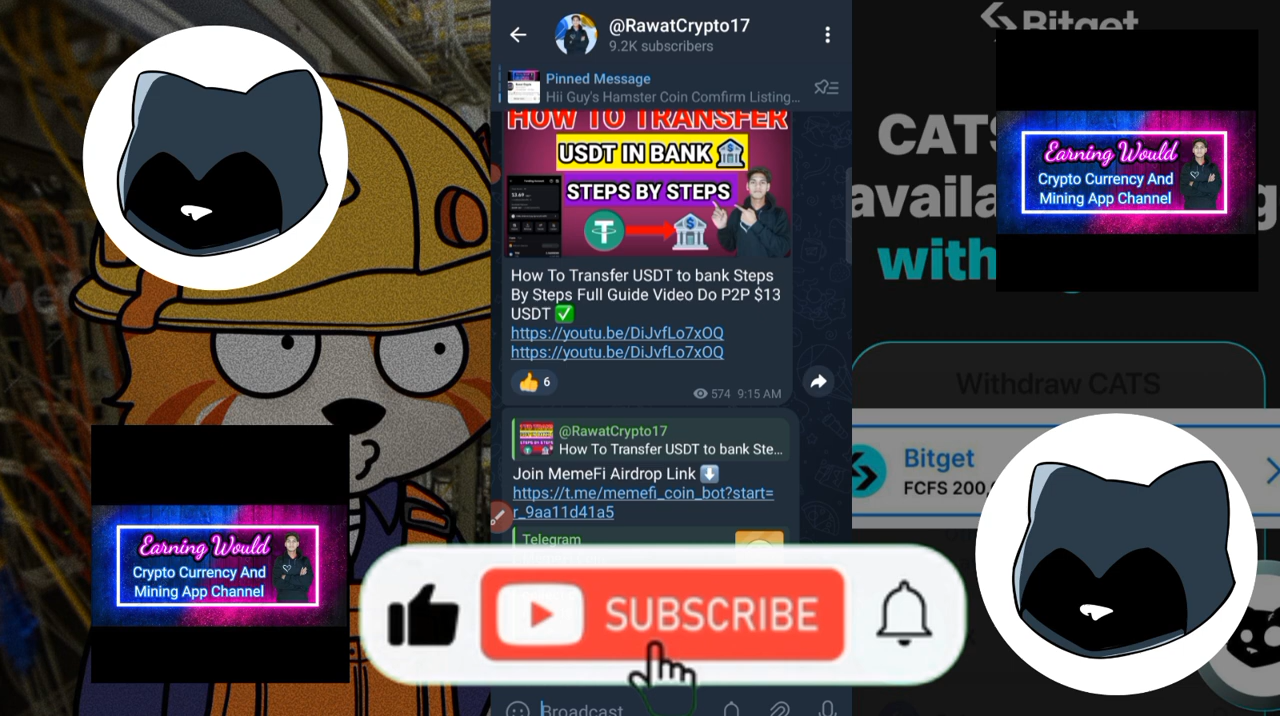 @RawatCrypto17
9.2K subscribers
Pinned Message
Hii Guy's Hamster Coin Comfirm Listing...
HOW TO TRANSFER
USDT IN BANK
STEPS BY STEPS
How To Transfer USDT to bank Steps
By Steps Full Guide Video Do P2P $13
USDT ✅
https://youtu.be/DiJvfLo7xOQ
https://youtu.be/DiJvfLo7xOQ
👍 6
574 9:15 AM
@RawatCrypto17
How To Transfer USDT to bank Ste...
Join MemeFi Airdrop Link ⬇️
https://t.me/memefi_coin_bot?start=
r_9aa11d41a5
Telegram
Broadcast
SUBSCRIBE
Earning Would
Crypto Currency And
Mining App Channel
Bitget
CATS
availa
g
with
Earning Would
Crypto Currency And
Mining App Channel
Withdraw CATS
Bitget
FCFS 200,